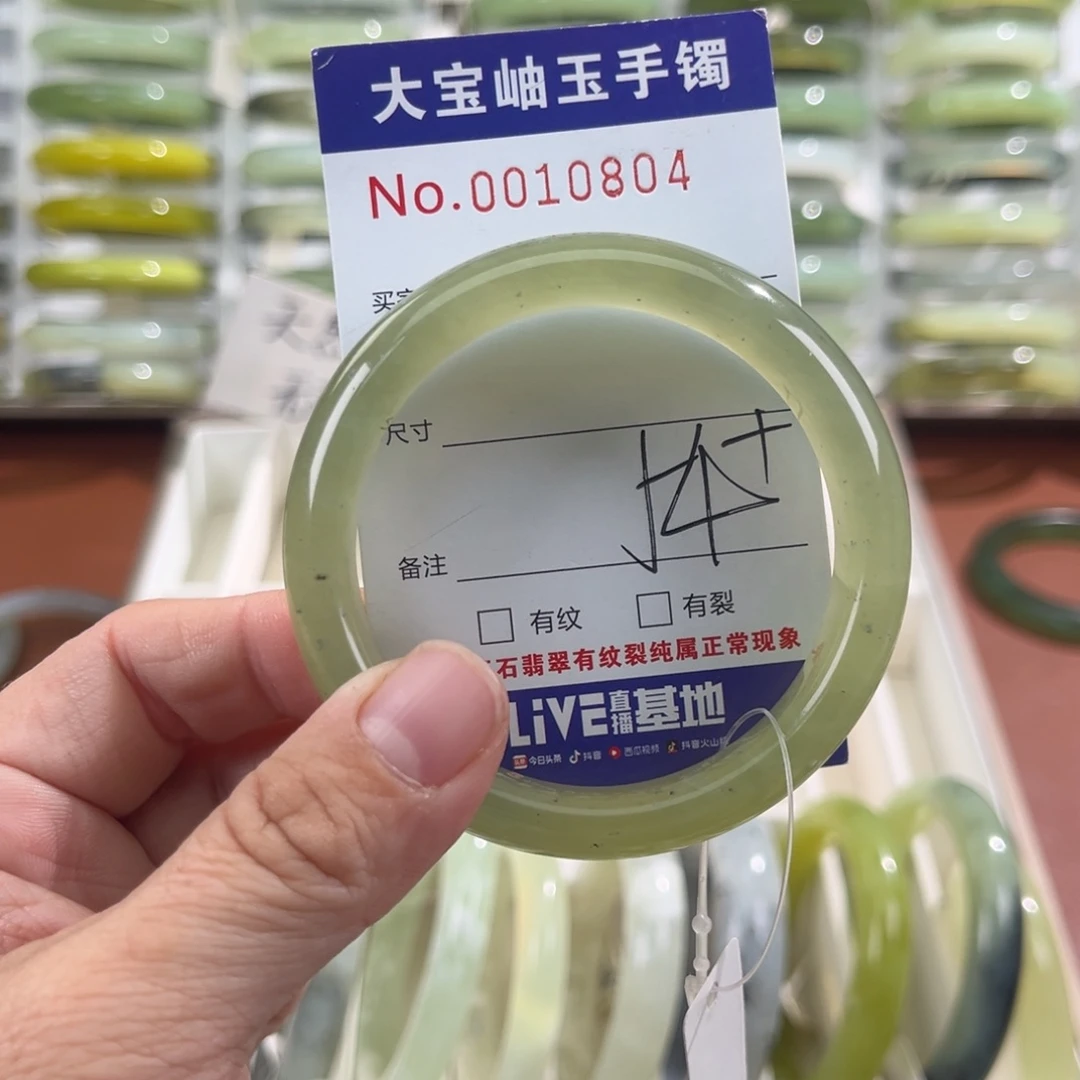 大宝岫玉手镯
No.0010804
买家
尺寸
备注
有纹
有裂
石翡翠有纹裂纯属正常现象
LiVE直播基地
今日头条 抖音 西瓜视频 抖音火山